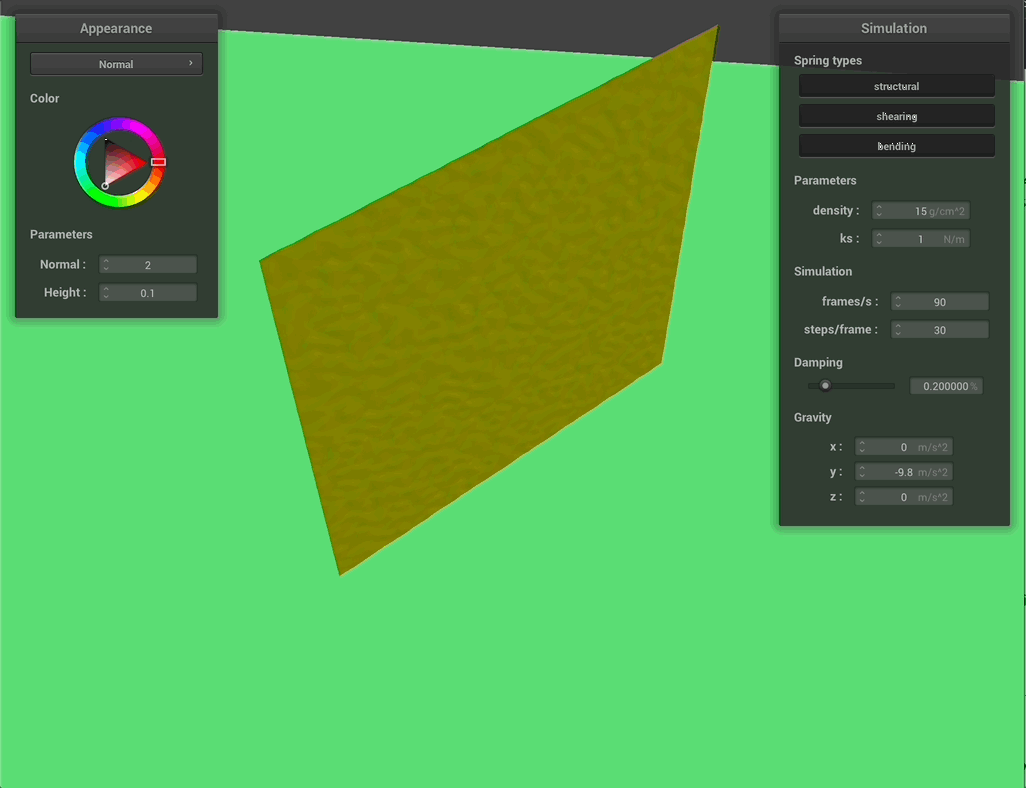 Appearance
Normal
Color
Parameters
Normal : 2
Height : 0.1
Simulation
Spring types
structural
shearing
bending
Parameters
density : 15 g/cm^2
ks : 1 N/m
Simulation
frames/s : 90
steps/frame : 30
Damping
0.200000 %
Gravity
x : 0 m/s^2
y : -9.8 m/s^2
z : 0 m/s^2